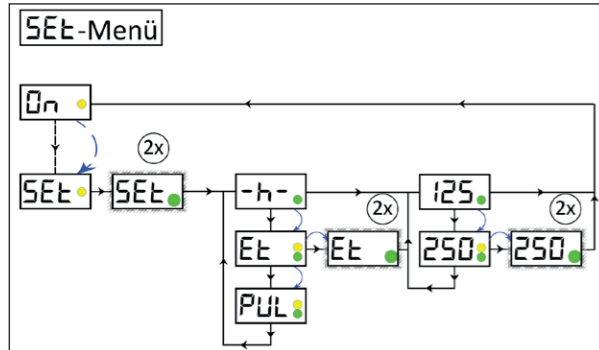 SEt-Menü
On
2x
SEt SEt -h- 125
2x 2x
Et Et 250 250
PUL